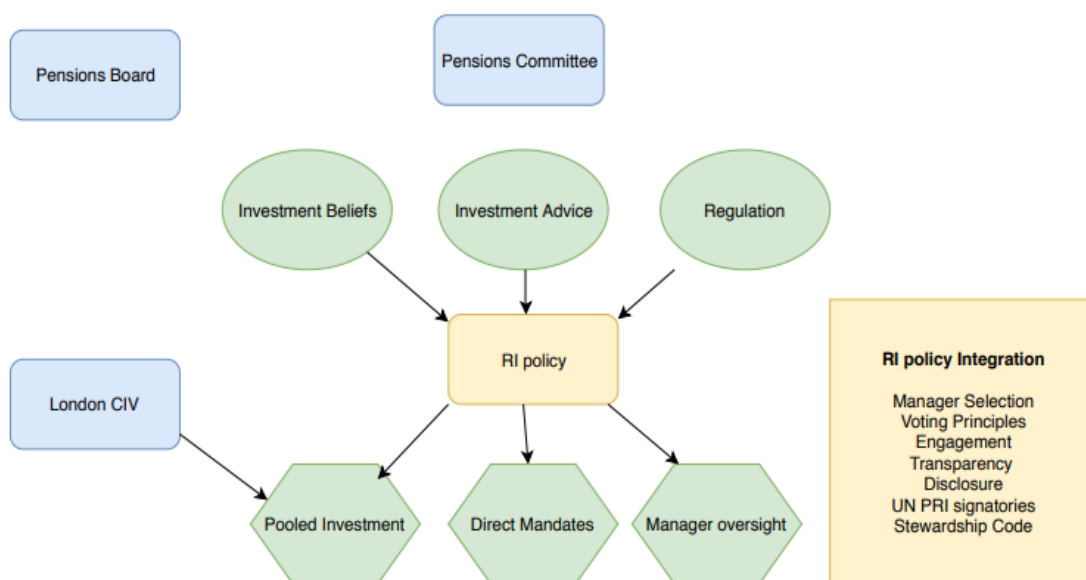 Pensions Board
Pensions Committee
Investment Beliefs
Investment Advice
Regulation
RI policy
London CIV
Pooled Investment
Direct Mandates
Manager oversight
RI policy Integration
Manager Selection
Voting Principles
Engagement
Transparency
Disclosure
UN PRI signatories
Stewardship Code